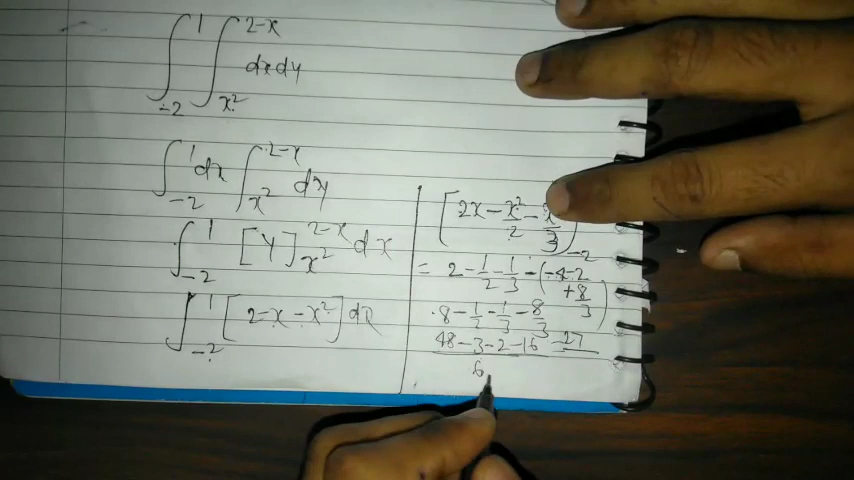 ∫_{-2}^{1} ∫_{x²}^{2-x} dx dy
∫_{-2}^{1} dx ∫_{x²}^{2-x} dy
∫_{-2}^{1} [y]_{x²}^{2-x} dx
∫_{-2}^{1} [2-x-x²] dx
[2x - x²/2 - x/3]_{-2}
= 2 - 1/2 - 1/3 - (-4-2+8/3)
8 - 1/2 - 1/3 - 8/3
48-3-2-16/6 = 27